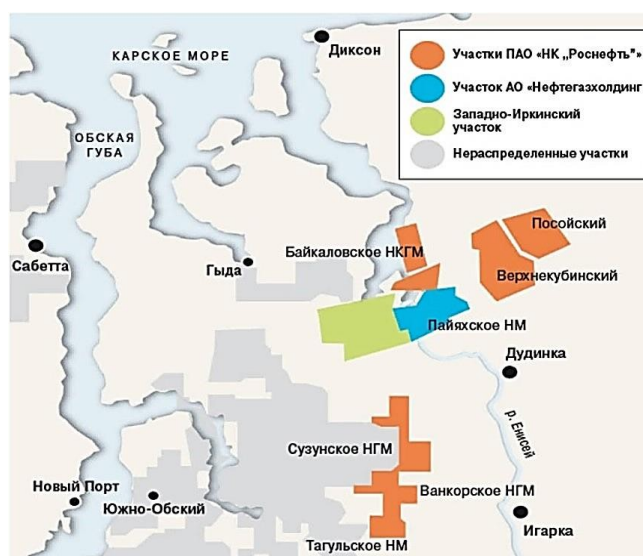 КАРСКОЕ МОРЕ
Диксон
Участки ПАО «НК „Роснефть"»
Участок АО «Нефтегазхолдинг
Западно-Иркинский
участок
Нераспределенные участки
ОБСКАЯ
ГУБА
Сабетта
Гыда
Байкаловское НКГМ
Посойский
Верхнекубинский
Пайяхское НМ
Дудинка
р. Енисей
Сузунское НГМ
Новый Порт
Южно-Обский
Ванкорское НГМ
Игарка
Тагульское НМ